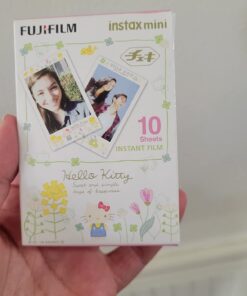 FUJIFILM
instax mini
チェキ
10
Sheets
INSTANT FILM
Hello Kitty
Sweet and simple
days of happiness